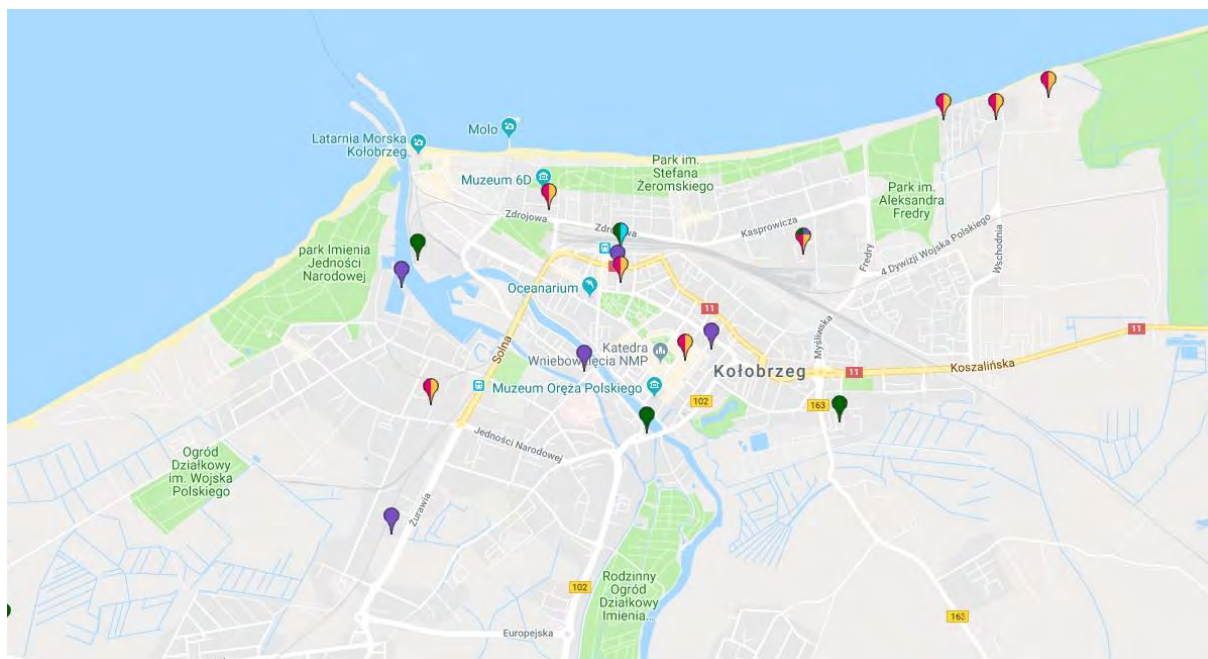 Latarnia Morska
Kołobrzeg
Molo
Muzeum 6D
Park im.
Stefana
Żeromskiego
Park im.
Aleksandra
Fredry
Zdrojowa
Kasprowicza
4 Dywizji Wojska Polskiego
Wschodnia
Fredry
park Imienia
Jedności
Narodowej
Oceanarium
11
11
Solna
Katedra
Wniebowzięcia NMP
Myśliwska
Kołobrzeg
11
Koszalińska
Muzeum Oręża Polskiego
102
163
Jedności Narodowej
Ogród
Działkowy
im. Wojska
Polskiego
Żurawia
102
Rodzinny
Ogród
Działkowy
Imienia...
163
Europejska